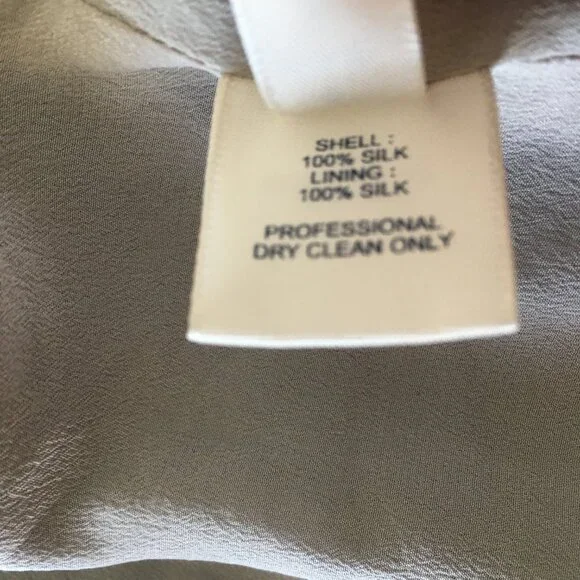 SHELL :
100% SILK
LINING :
100% SILK
PROFESSIONAL
DRY CLEAN ONLY